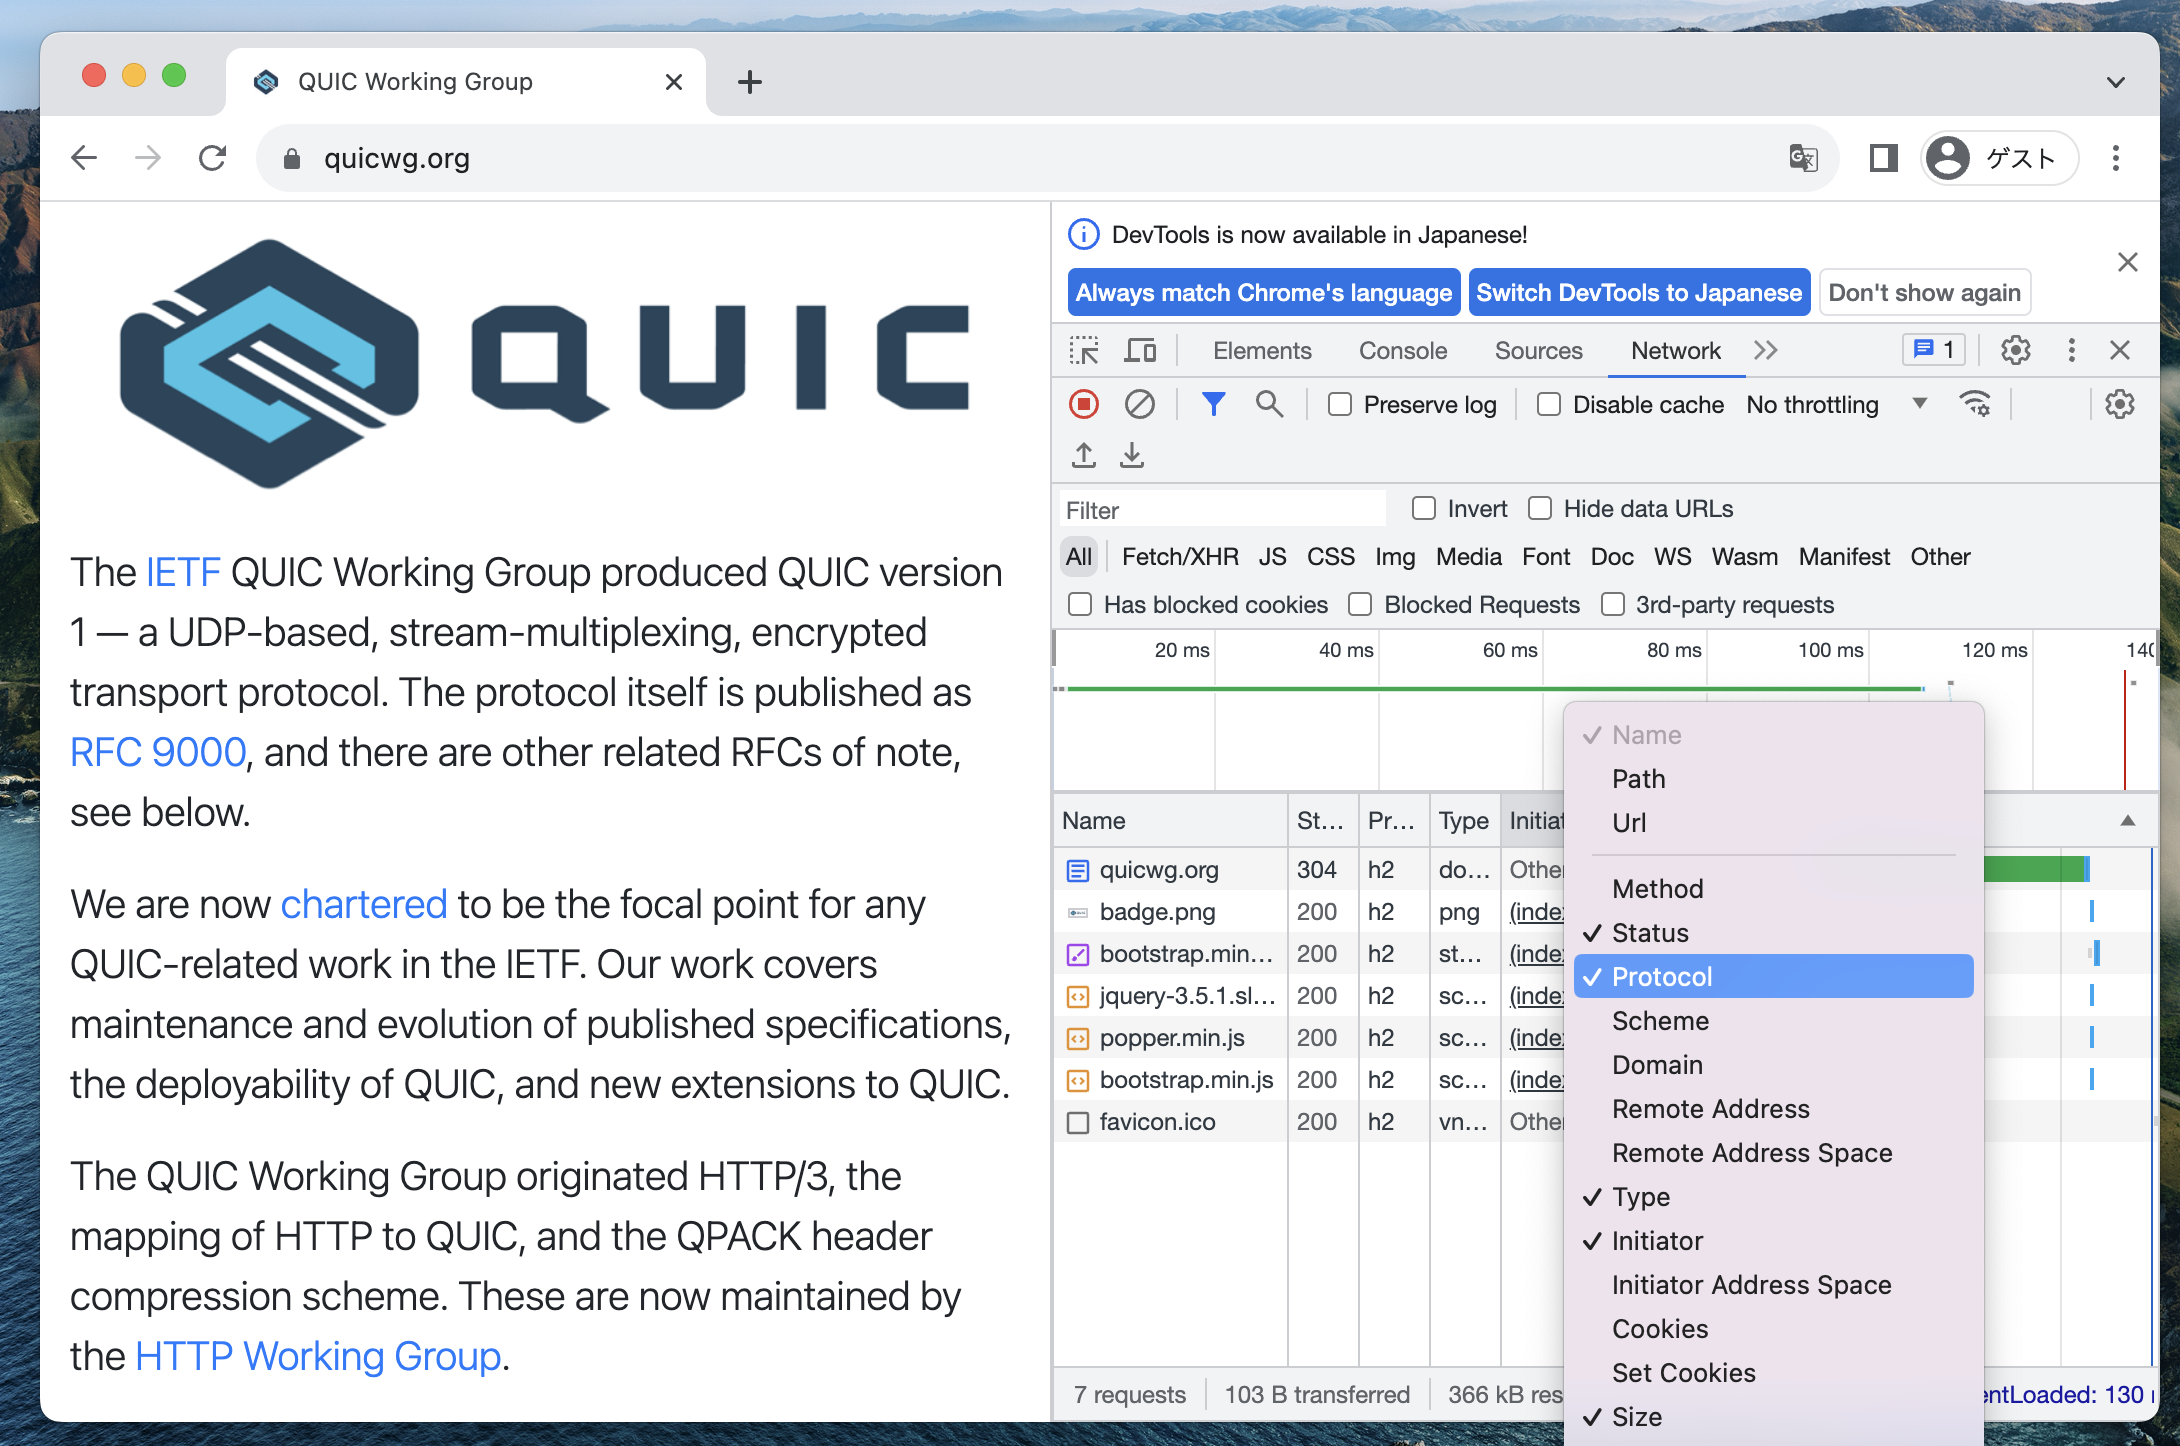 QUIC Working Group
quicwg.org
ゲスト
QUIC
The IETF QUIC Working Group produced QUIC version
1 — a UDP-based, stream-multiplexing, encrypted
transport protocol. The protocol itself is published as
RFC 9000, and there are other related RFCs of note,
see below.
We are now chartered to be the focal point for any
QUIC-related work in the IETF. Our work covers
maintenance and evolution of published specifications,
the deployability of QUIC, and new extensions to QUIC.
The QUIC Working Group originated HTTP/3, the
mapping of HTTP to QUIC, and the QPACK header
compression scheme. These are now maintained by
the HTTP Working Group.
DevTools is now available in Japanese!
Always match Chrome's language Switch DevTools to Japanese Don't show again
Elements Console Sources Network 1
Preserve log Disable cache No throttling
Filter Invert Hide data URLs
All Fetch/XHR JS CSS Img Media Font Doc WS Wasm Manifest Other
Has blocked cookies Blocked Requests 3rd-party requests
20 ms 40 ms 60 ms 80 ms 100 ms 120 ms 140
Name St... Pr... Type Initiat
quicwg.org 304 h2 do... Other
badge.png 200 h2 png (index
bootstrap.min... 200 h2 st... (index
jquery-3.5.1.sl... 200 h2 sc... (index
popper.min.js 200 h2 sc... (index
bootstrap.min.js 200 h2 sc... (index
favicon.ico 200 h2 vn... Other
7 requests 103 B transferred 366 kB res entLoaded: 130
Name
Path
Url
Method
Status
Protocol
Scheme
Domain
Remote Address
Remote Address Space
Type
Initiator
Initiator Address Space
Cookies
Set Cookies
Size